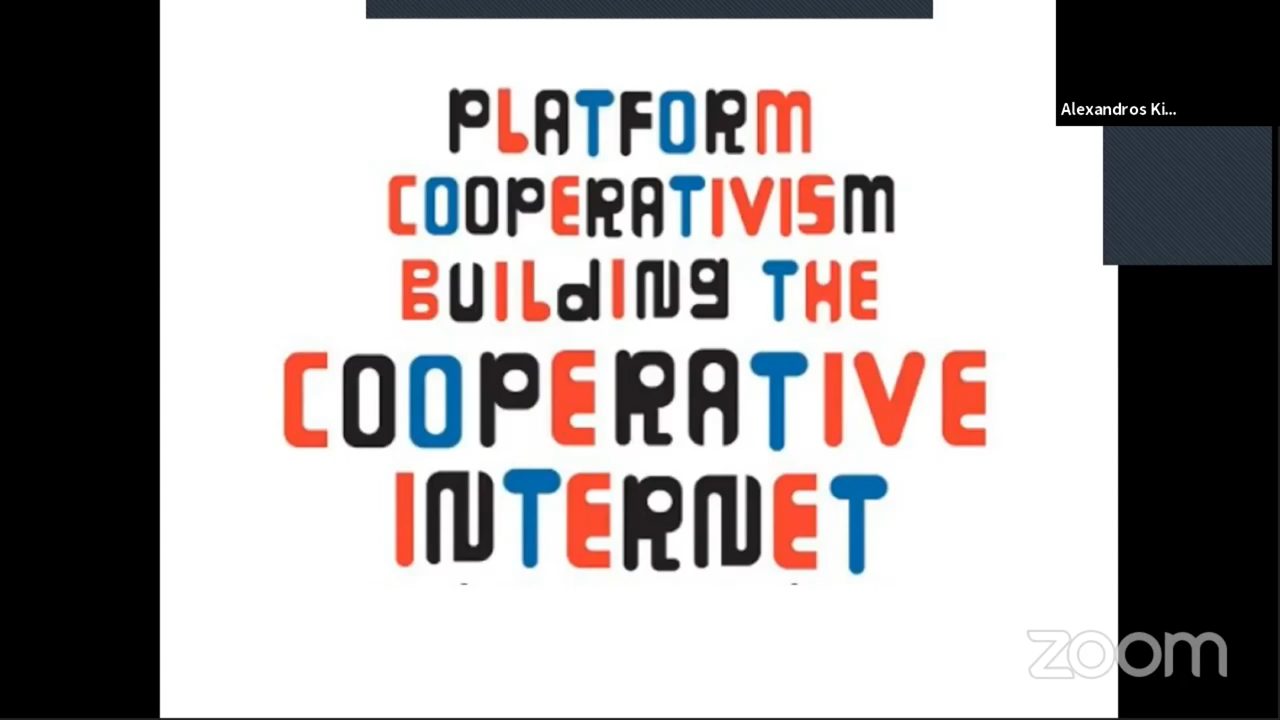 PLATFORM
COOPERATIVISM
BUILdING THE
COOPERATIVE
INTERNET
Alexandros Ki...
zoom